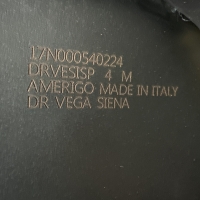 17N000540224
DRVESISP 4 M
AMERIGO MADE IN ITALY
DR VEGA SIENA